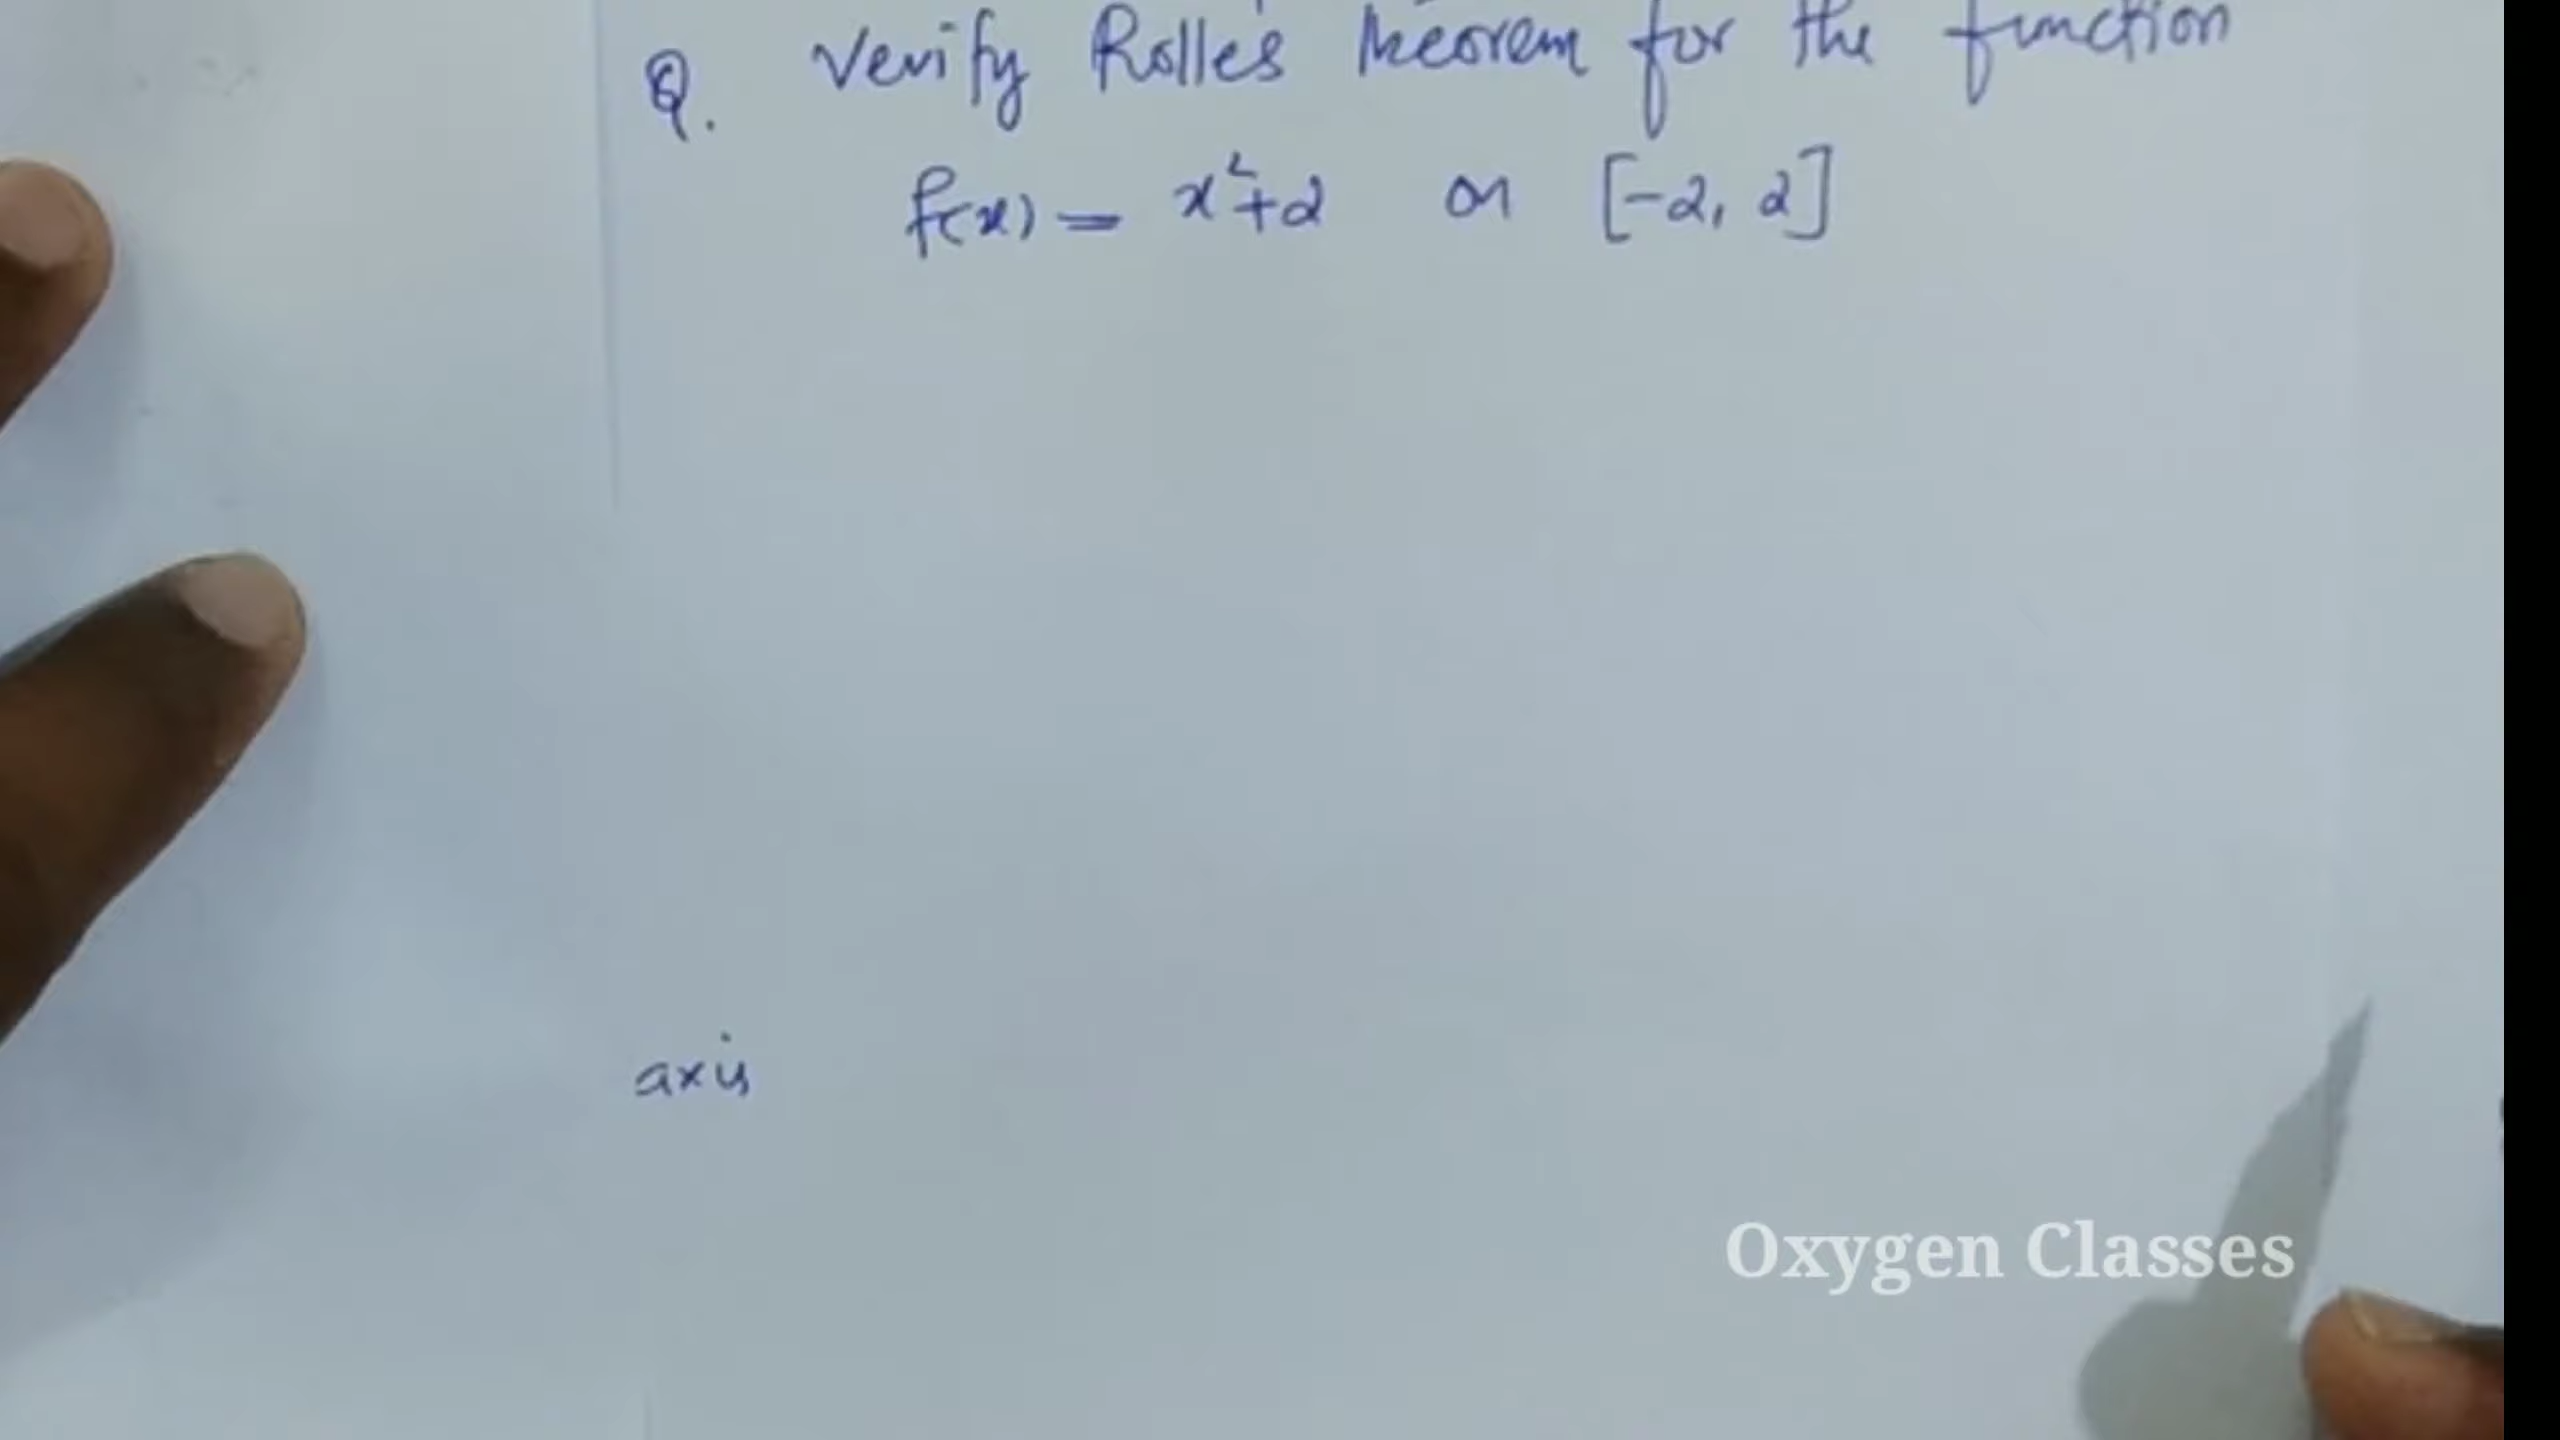 Q. Verify Rolle's theorem for the function
f(x) = x²+2 on [-2, 2]
axis
Oxygen Classes